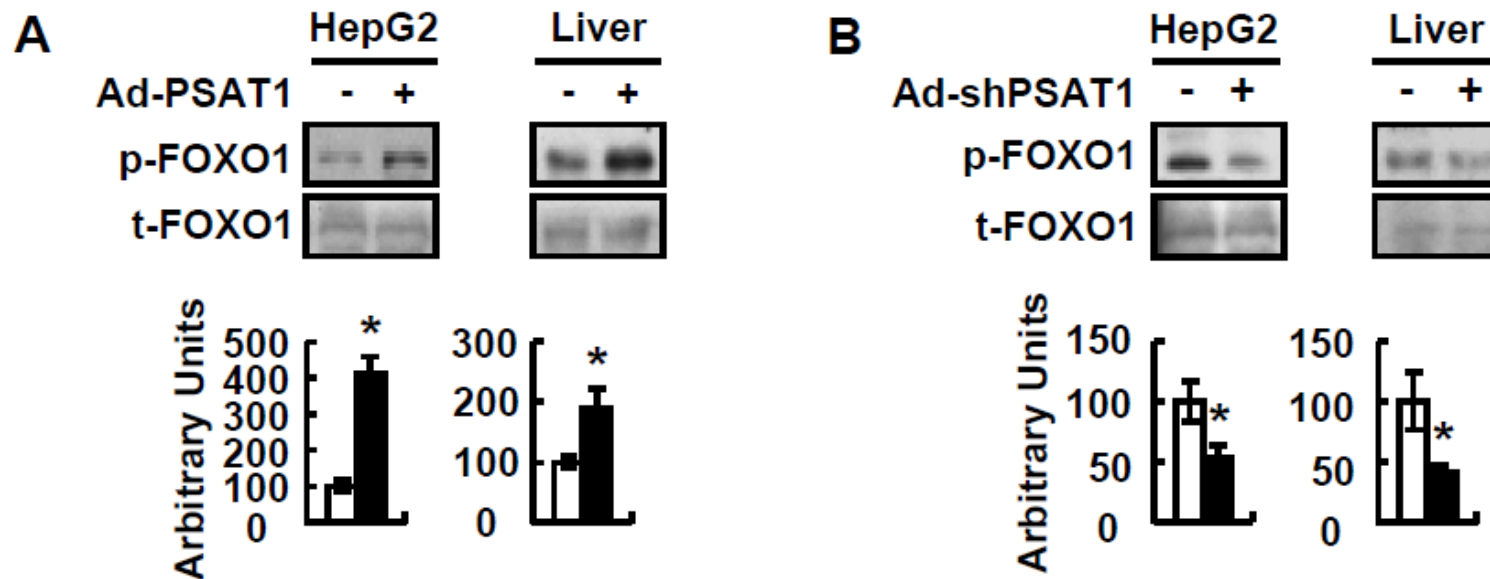 A
HepG2 Liver
Ad-PSAT1 - + - +
p-FOXO1
t-FOXO1
Arbitrary Units
500
400
300
200
100
0
*
300
200
100
0
*
B
HepG2 Liver
Ad-shPSAT1 - + - +
p-FOXO1
t-FOXO1
Arbitrary Units
150
100
50
0
*
150
100
50
0
*